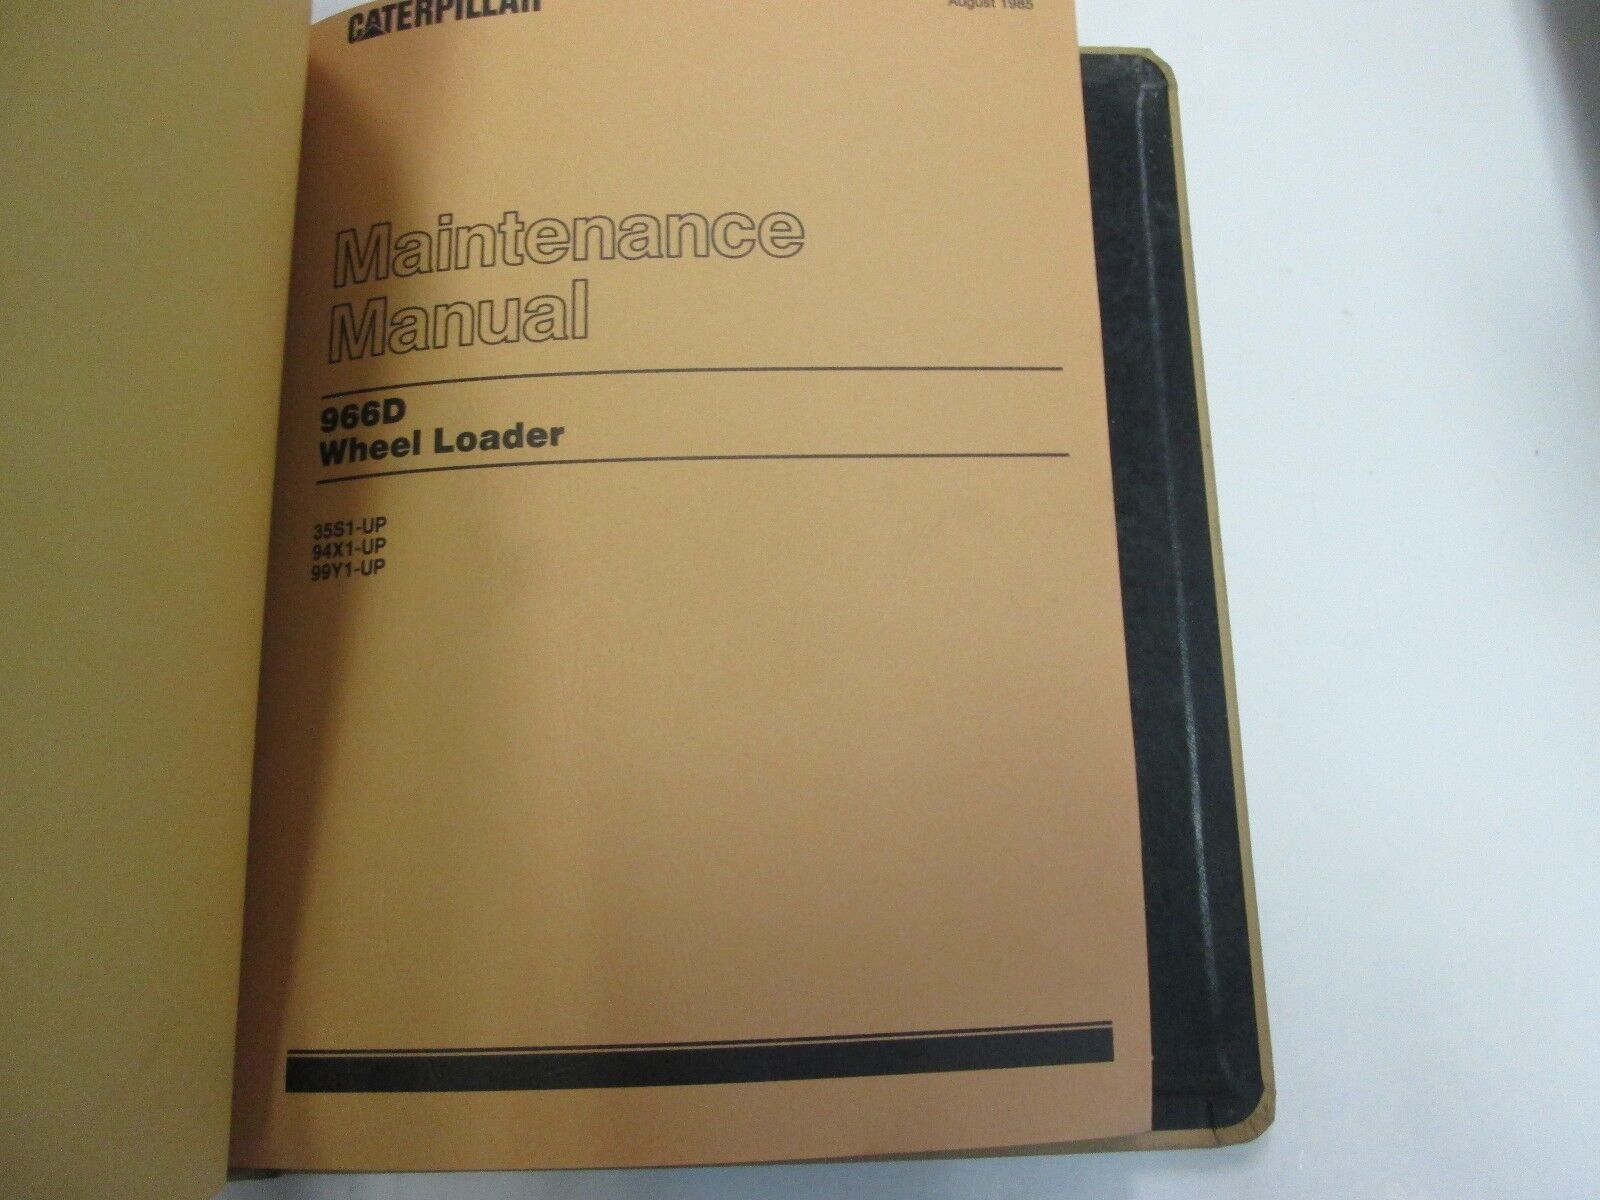 CATERPILLAR
August 1985
Maintenance
Manual
966D
Wheel Loader
35S1-UP
94X1-UP
99Y1-UP